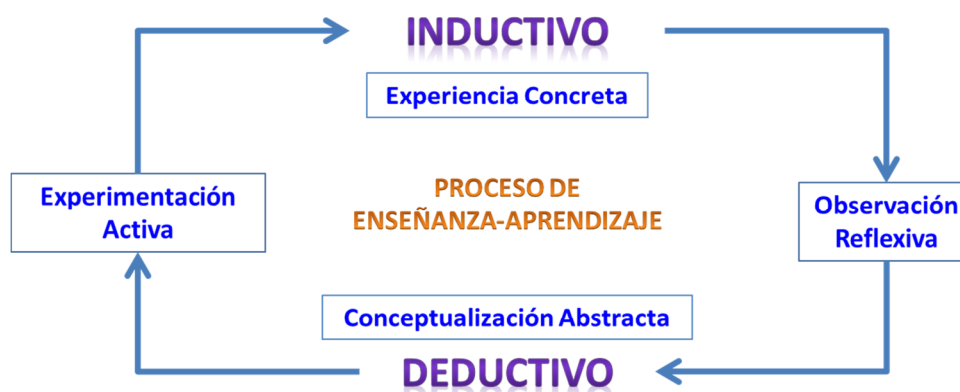 INDUCTIVO
Experiencia Concreta
Experimentación
Activa
PROCESO DE
ENSEÑANZA-APRENDIZAJE
Observación
Reflexiva
Conceptualización Abstracta
DEDUCTIVO